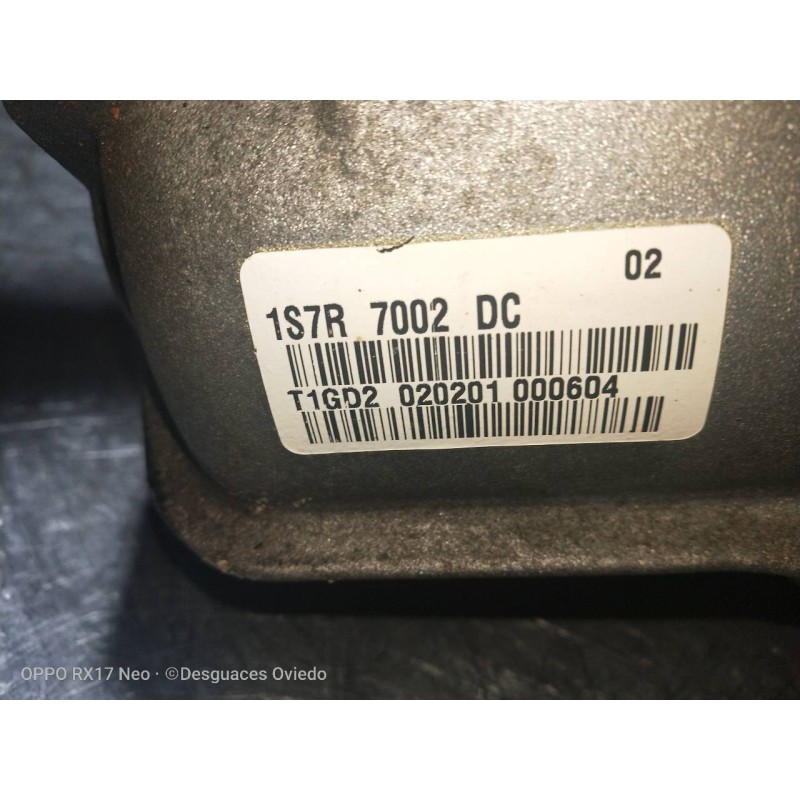 02
1S7R 7002 DC
T1GD2 020201 000604
OPPO RX17 Neo · ©Desguaces Oviedo